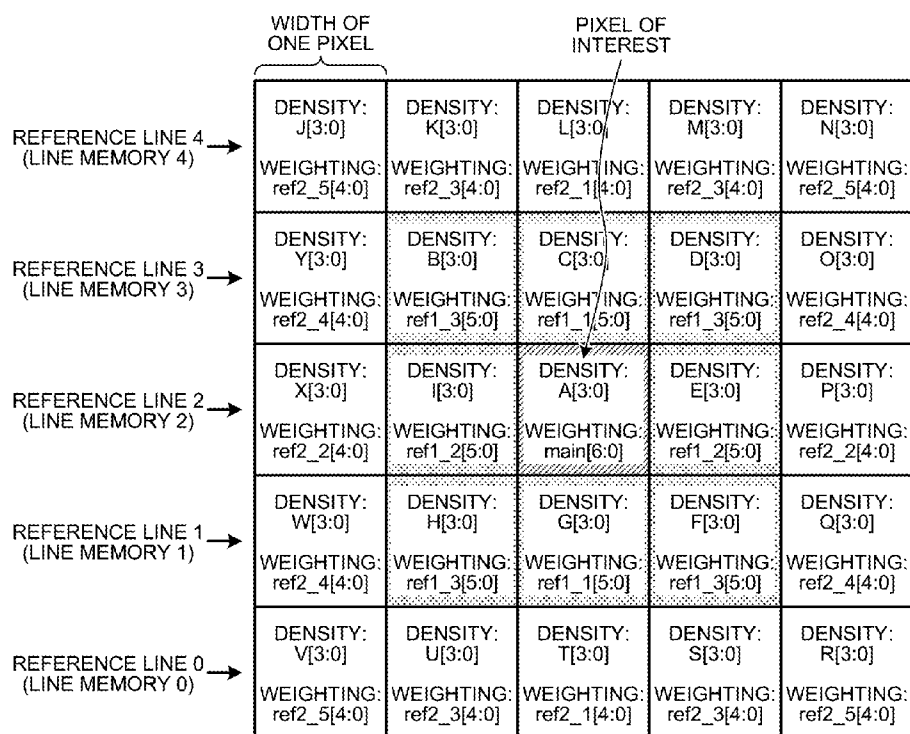 WIDTH OF
ONE PIXEL
PIXEL OF
INTEREST
REFERENCE LINE 4
(LINE MEMORY 4)
DENSITY: DENSITY: DENSITY: DENSITY: DENSITY:
J[3:0] K[3:0] L[3:0] M[3:0] N[3:0]
WEIGHTING: WEIGHTING: WEIGHTING: WEIGHTING: WEIGHTING:
ref2_5[4:0] ref2_3[4:0] ref2_1[4:0] ref2_3[4:0] ref2_5[4:0]
REFERENCE LINE 3
(LINE MEMORY 3)
DENSITY: DENSITY: DENSITY: DENSITY: DENSITY:
Y[3:0] B[3:0] C[3:0] D[3:0] O[3:0]
WEIGHTING: WEIGHTING: WEIGHTING: WEIGHTING: WEIGHTING:
ref2_4[4:0] ref1_3[5:0] ref1_1[5:0] ref1_3[5:0] ref2_4[4:0]
REFERENCE LINE 2
(LINE MEMORY 2)
DENSITY: DENSITY: DENSITY: DENSITY: DENSITY:
X[3:0] I[3:0] A[3:0] E[3:0] P[3:0]
WEIGHTING: WEIGHTING: WEIGHTING: WEIGHTING: WEIGHTING:
ref2_2[4:0] ref1_2[5:0] main[6:0] ref1_2[5:0] ref2_2[4:0]
REFERENCE LINE 1
(LINE MEMORY 1)
DENSITY: DENSITY: DENSITY: DENSITY: DENSITY:
W[3:0] H[3:0] G[3:0] F[3:0] Q[3:0]
WEIGHTING: WEIGHTING: WEIGHTING: WEIGHTING: WEIGHTING:
ref2_4[4:0] ref1_3[5:0] ref1_1[5:0] ref1_3[5:0] ref2_4[4:0]
REFERENCE LINE 0
(LINE MEMORY 0)
DENSITY: DENSITY: DENSITY: DENSITY: DENSITY:
V[3:0] U[3:0] T[3:0] S[3:0] R[3:0]
WEIGHTING: WEIGHTING: WEIGHTING: WEIGHTING: WEIGHTING:
ref2_5[4:0] ref2_3[4:0] ref2_1[4:0] ref2_3[4:0] ref2_5[4:0]